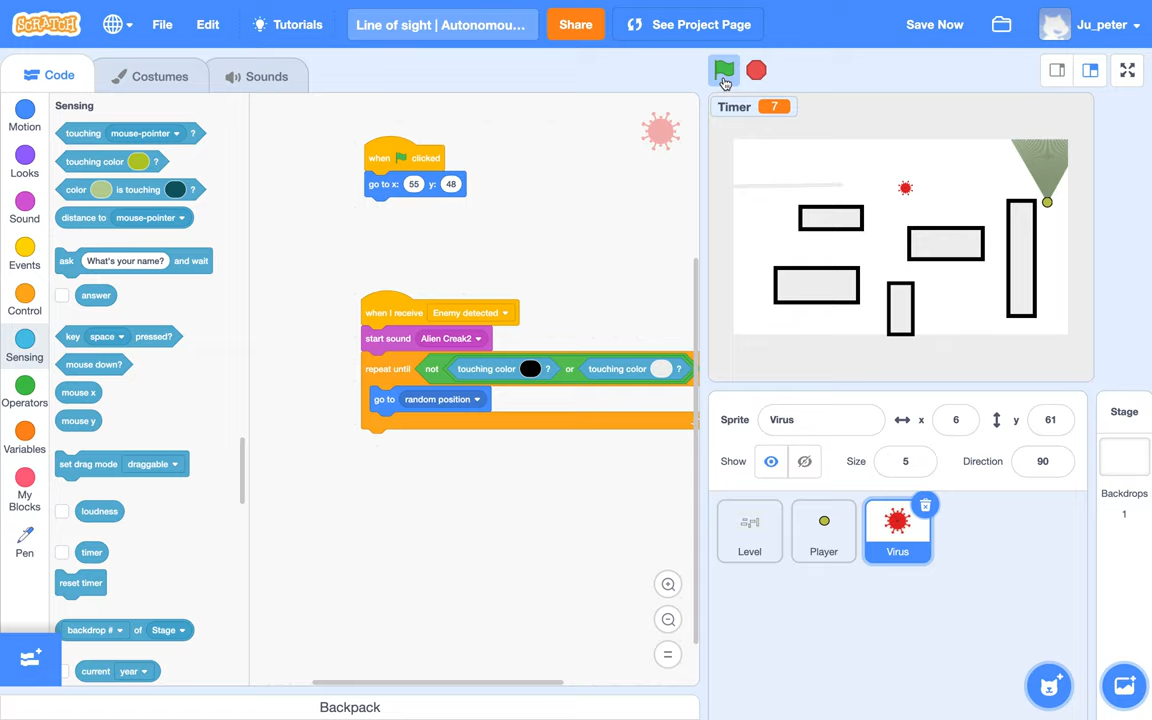 SCRATCH File Edit Tutorials Line of sight | Autonomou... Share See Project Page Save Now Ju_peter
Code Costumes Sounds
Motion
Looks
Sound
Events
Control
Sensing
Operators
Variables
My Blocks
Pen
Sensing
touching mouse-pointer ?
touching color ?
color is touching ?
distance to mouse-pointer
ask What's your name? and wait
answer
key space pressed?
mouse down?
mouse x
mouse y
set drag mode draggable
loudness
timer
reset timer
backdrop # of Stage
current year
when clicked
go to x: 55 y: 48
when I receive Enemy detected
start sound Alien Creak2
repeat until not touching color ? or touching color ?
go to random position
Timer 7
Sprite Virus x 6 y 61
Show Size 5 Direction 90
Level Player Virus
Stage
Backdrops
1
Backpack